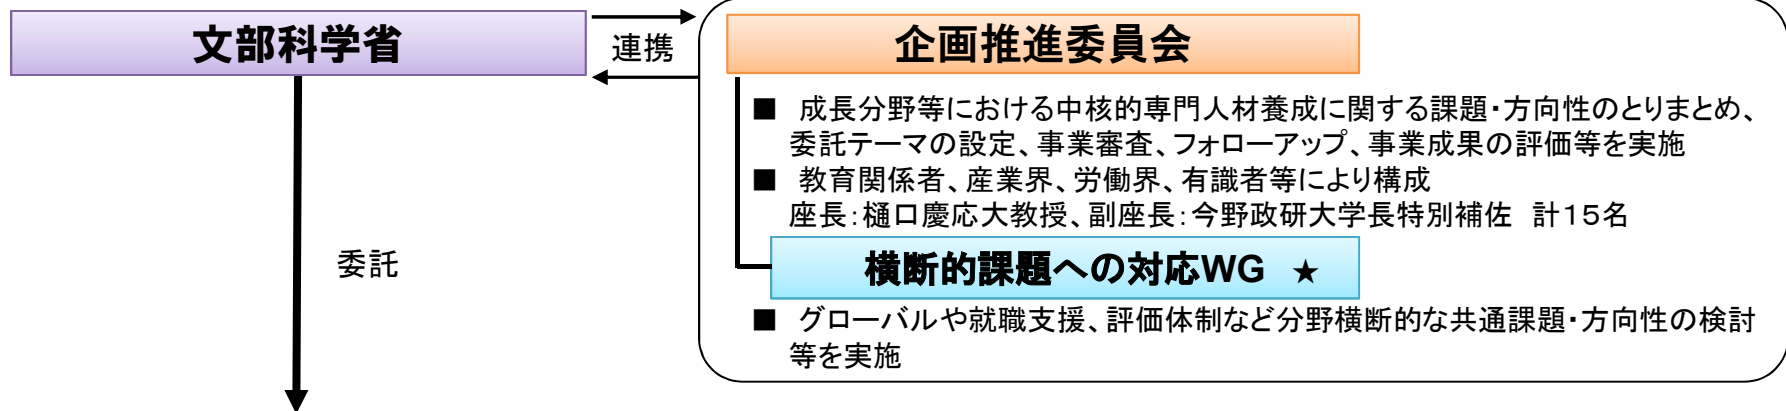 文部科学省
連携
企画推進委員会
■ 成長分野等における中核的専門人材養成に関する課題・方向性のとりまとめ、
委託テーマの設定、事業審査、フォローアップ、事業成果の評価等を実施
■ 教育関係者、産業界、労働界、有識者等により構成
座長：樋口慶応大教授、副座長：今野政研大学長特別補佐 計１５名
委託
横断的課題への対応WG ★
■ グローバルや就職支援、評価体制など分野横断的な共通課題・方向性の検討
等を実施